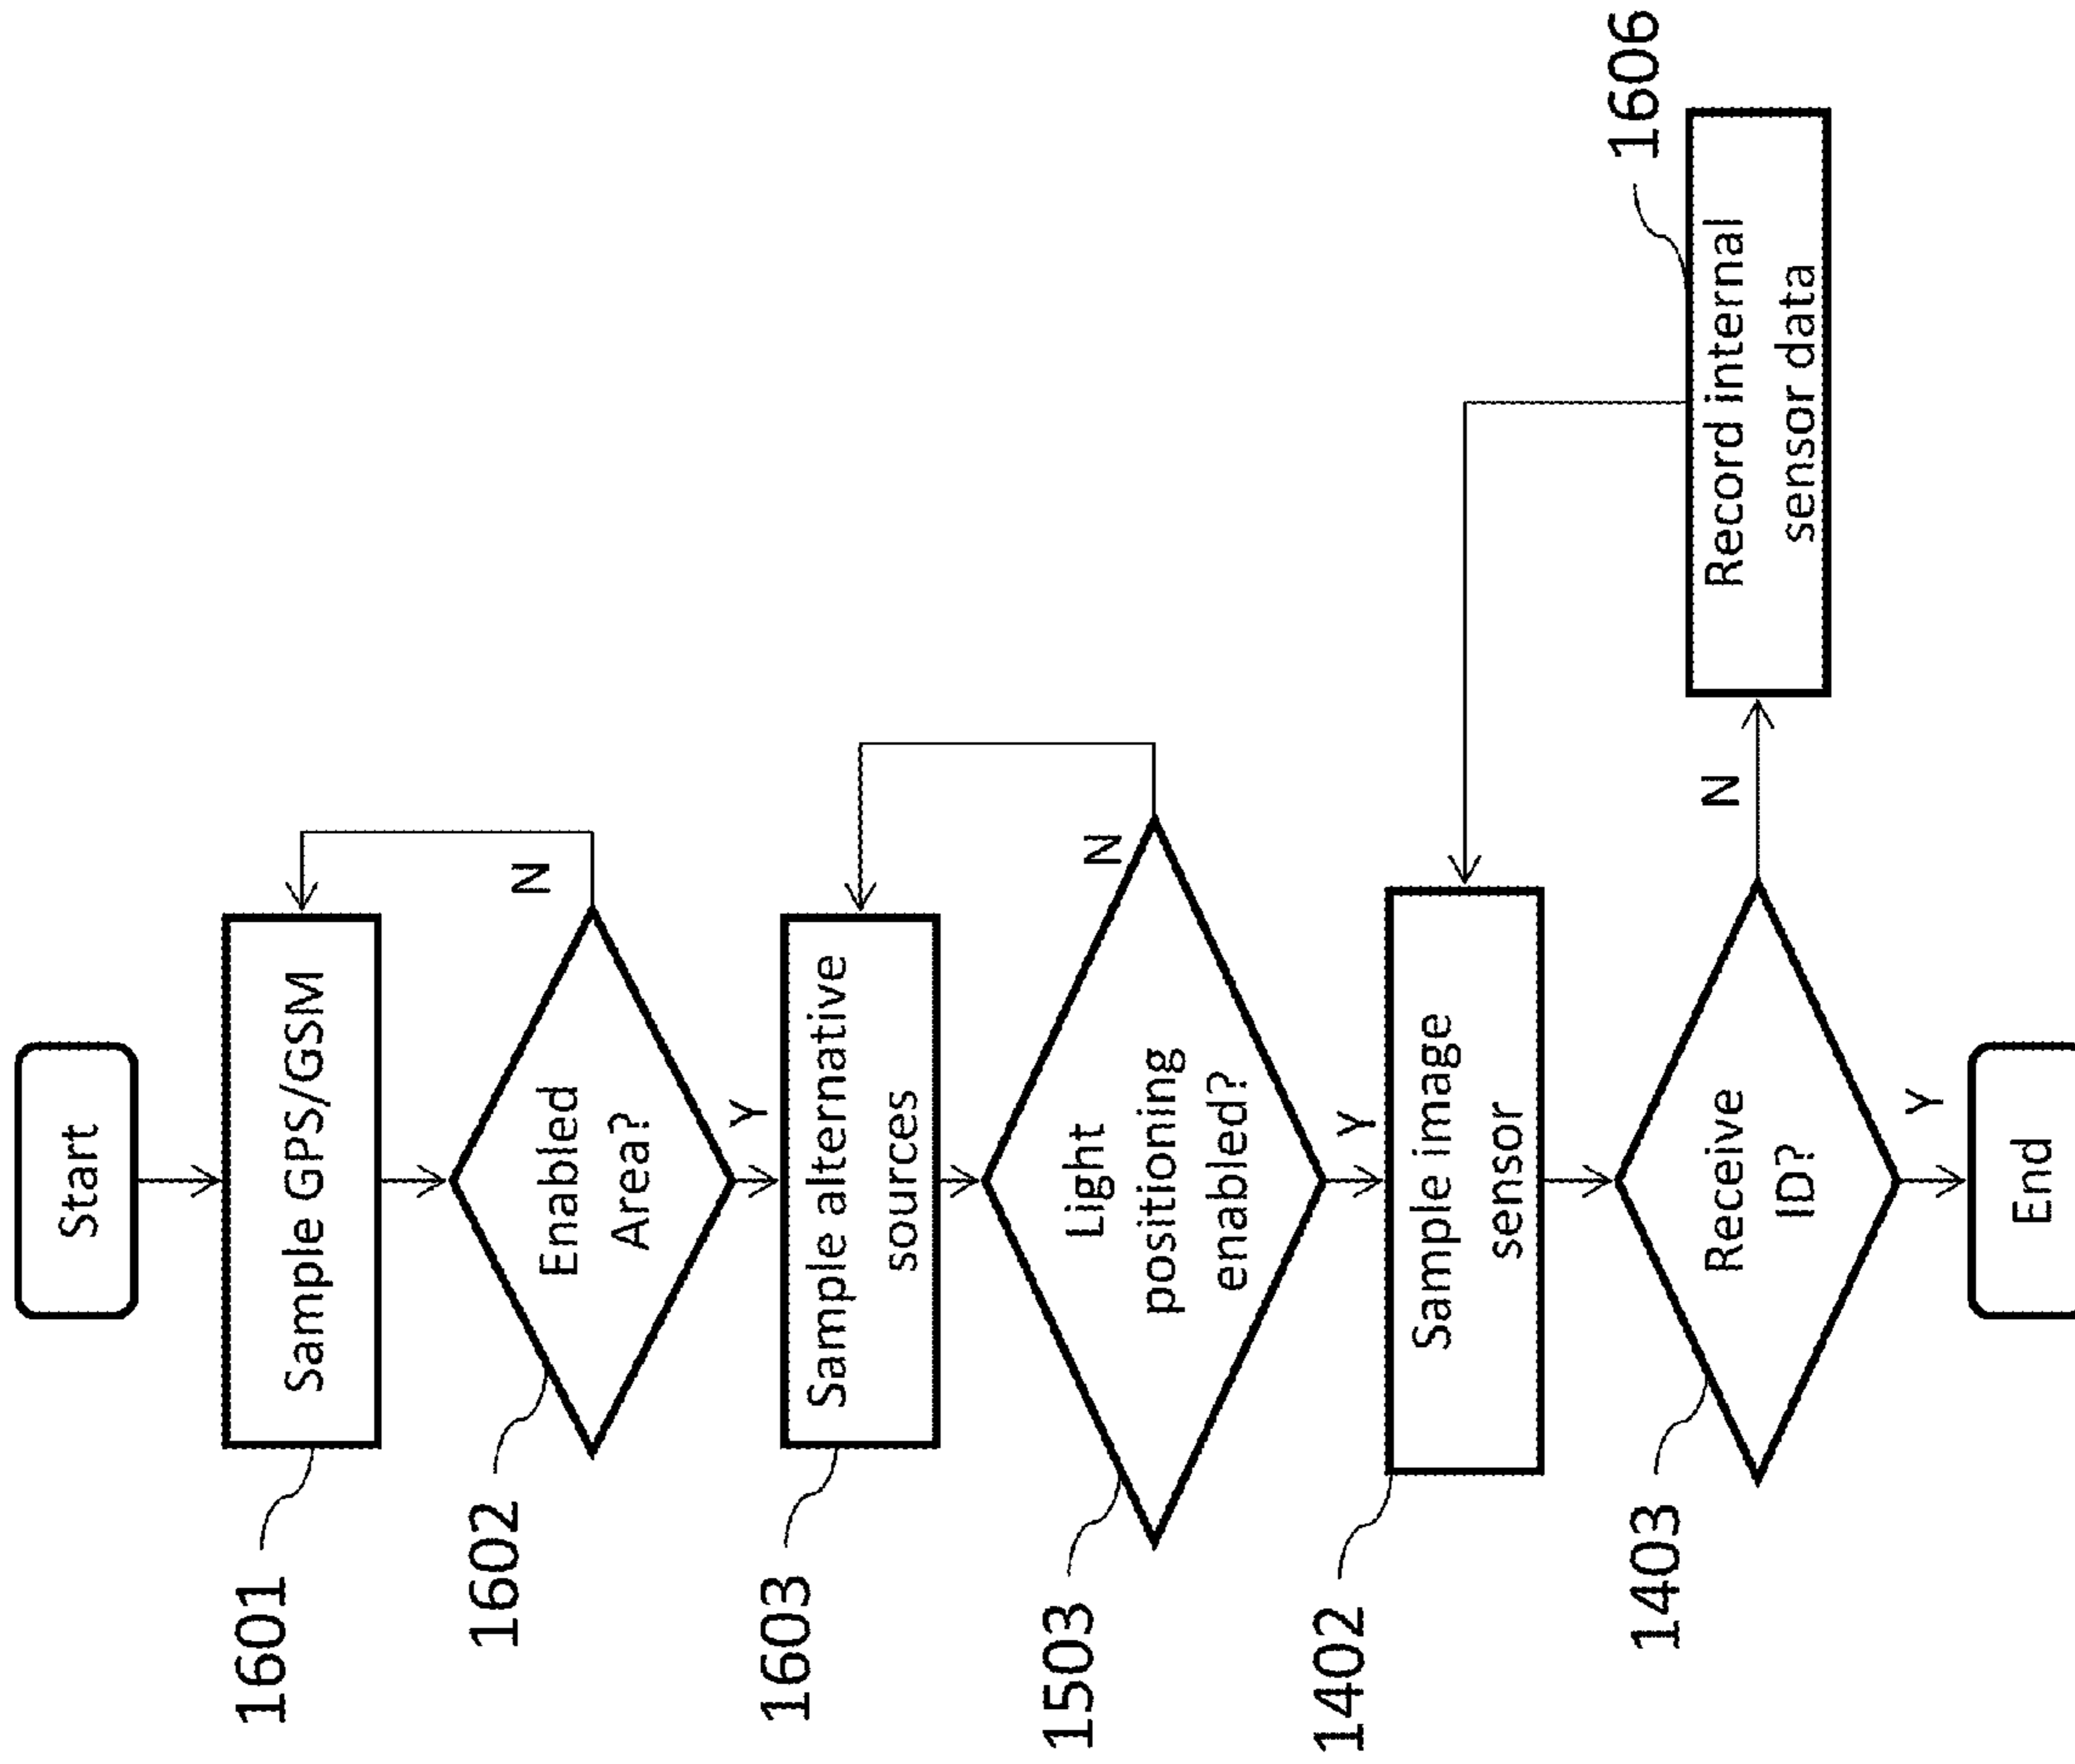 Start
1601
Sample GPS/GSM
1602
Enabled
Area?
N
Y
1603
Sample alternative
sources
1503
Light
positioning
enabled?
N
Y
1402
Sample image
sensor
1403
Receive
ID?
N
1606
Record internal
sensor data
Y
End